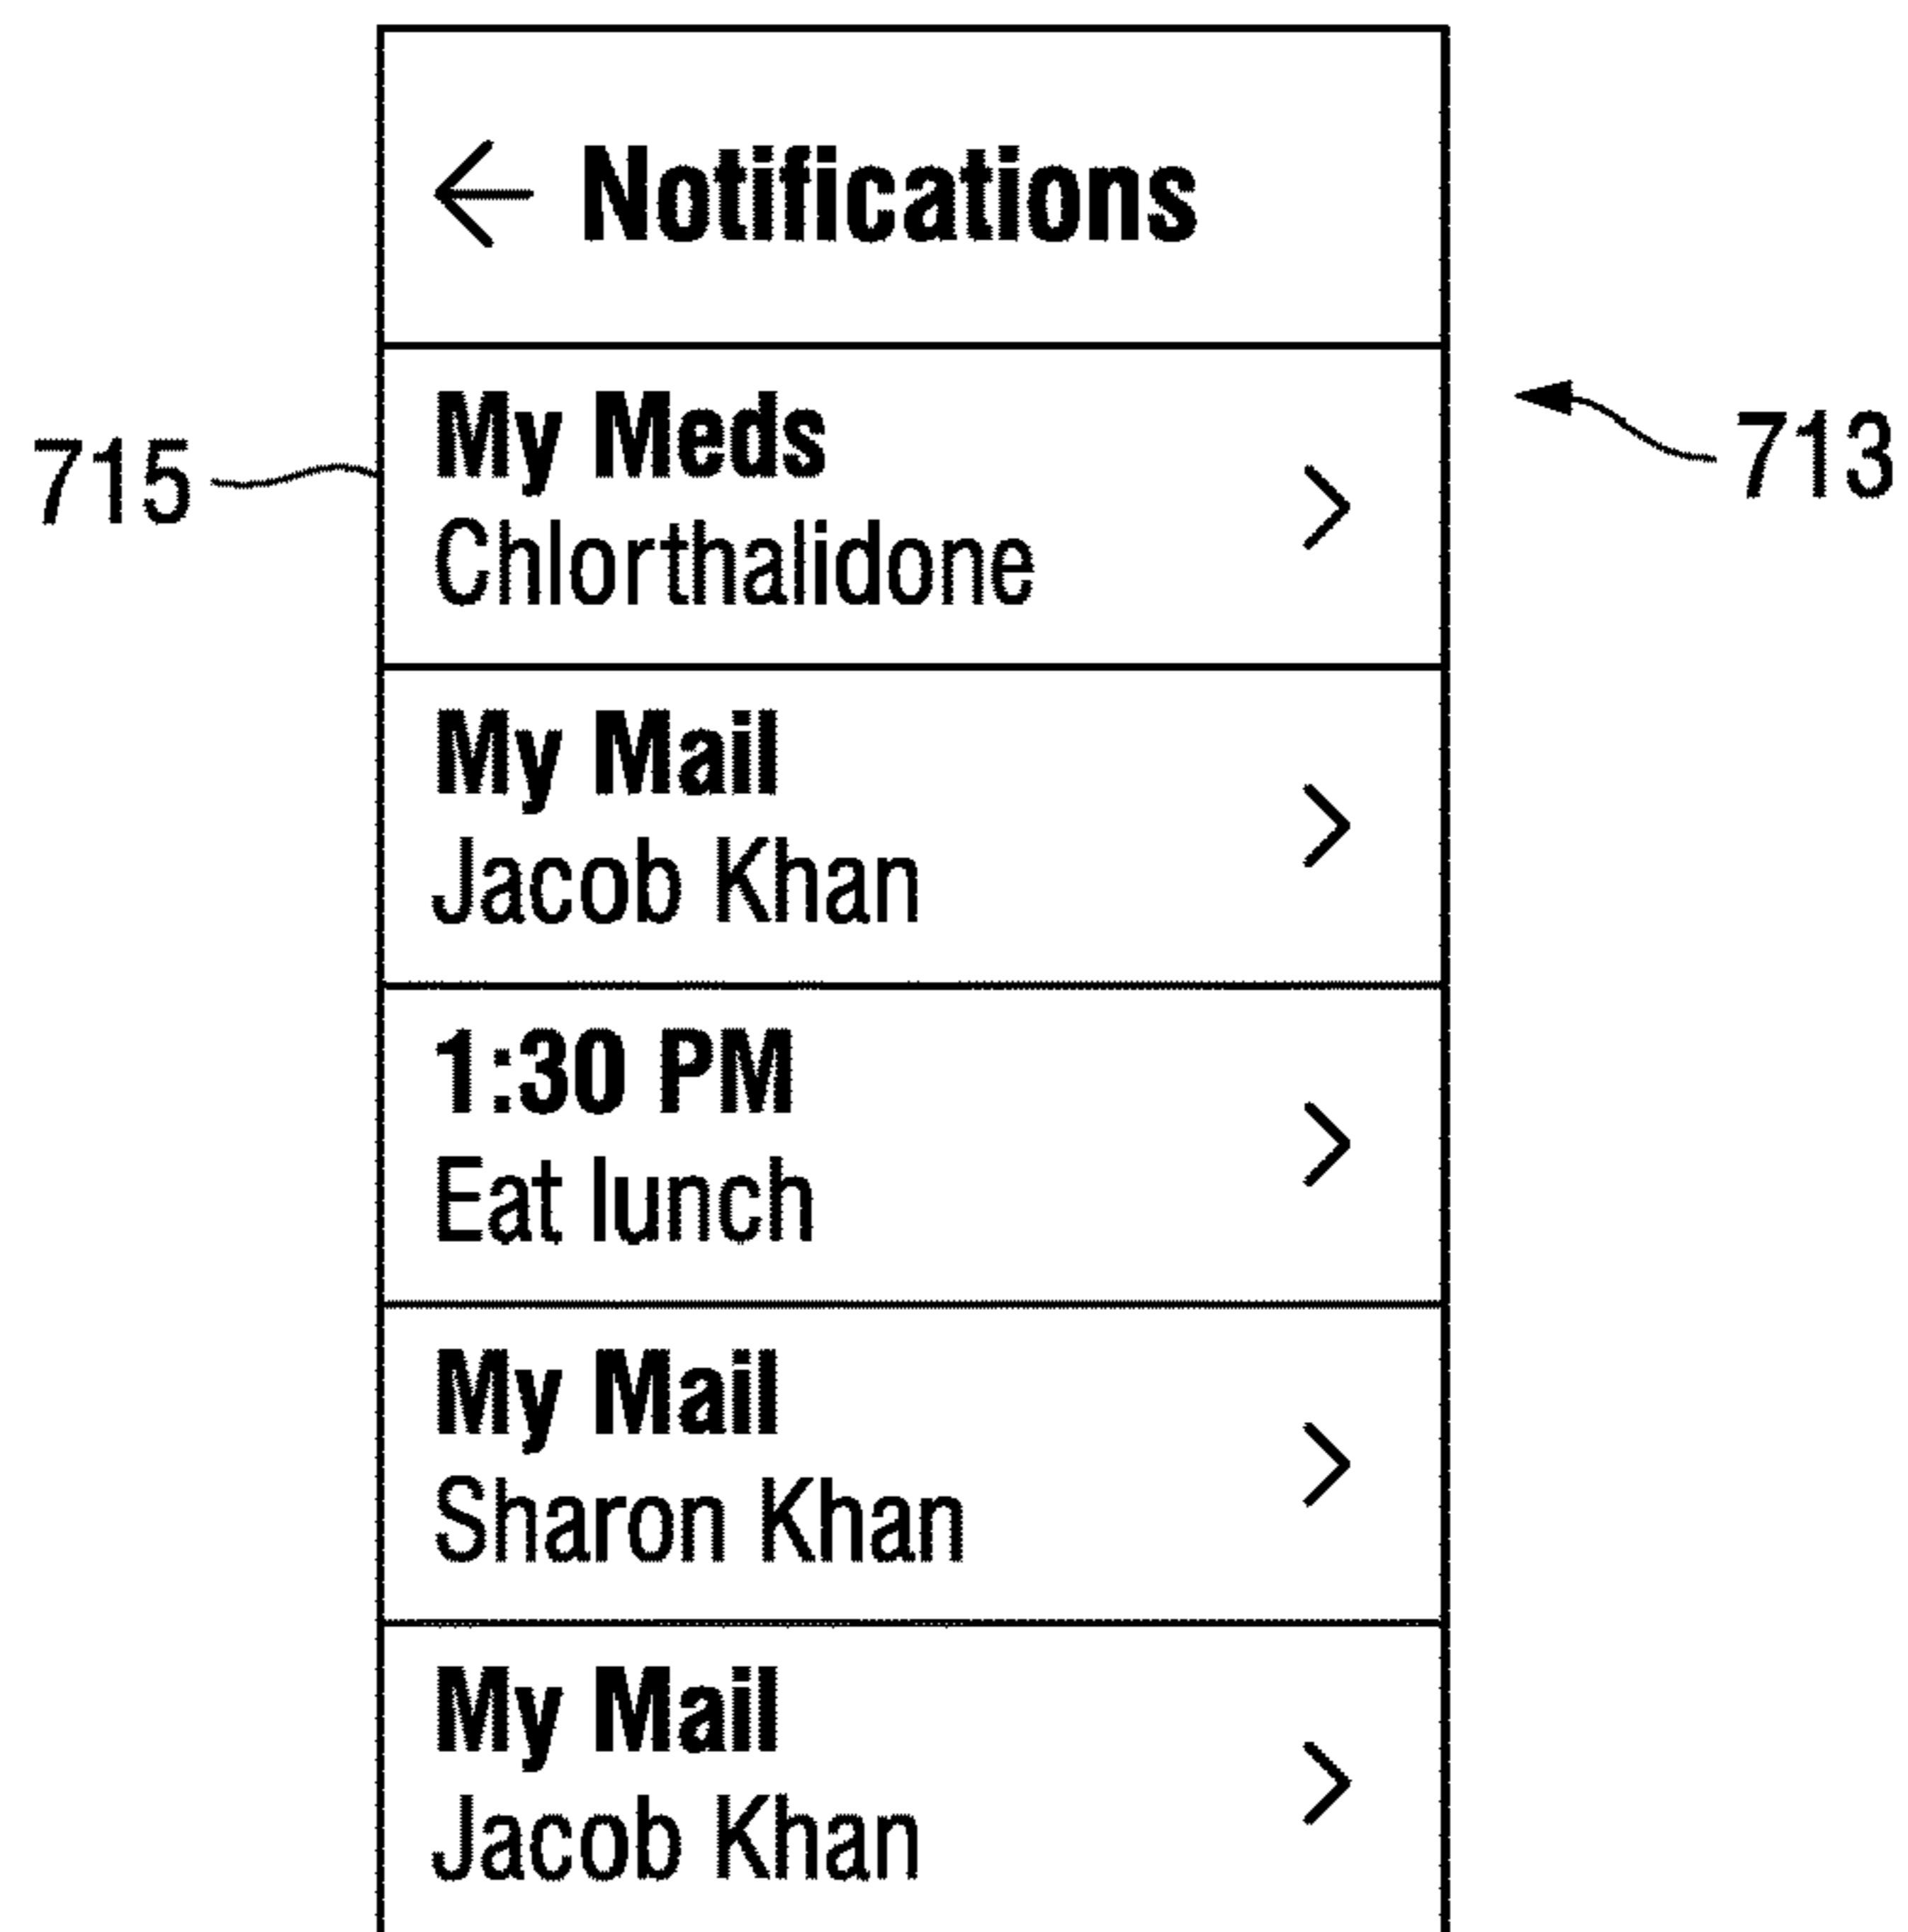 Notifications
My Meds
715
713
Chlorthalidone
My Mail
Jacob Khan
1:30 PM
Eat lunch
My Mail
Sharon Khan
My Mail
Jacob Khan